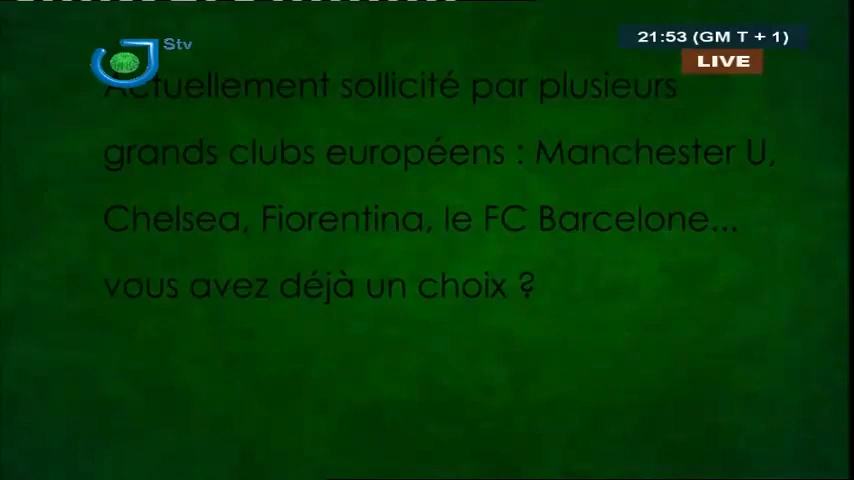 Stv
21:53 (GM T + 1)
LIVE
Actuellement sollicité par plusieurs
grands clubs européens : Manchester U,
Chelsea, Fiorentina, le FC Barcelone...
vous avez déjà un choix ?